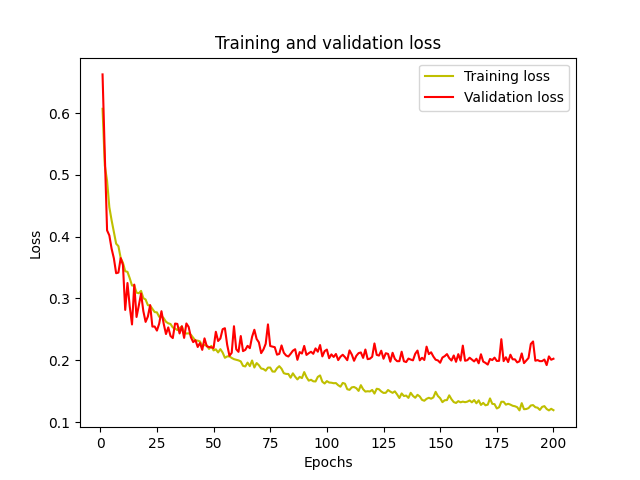 Training and validation loss
Training loss
Validation loss
Loss
0.6
0.5
0.4
0.3
0.2
0.1
0 25 50 75 100 125 150 175 200
Epochs